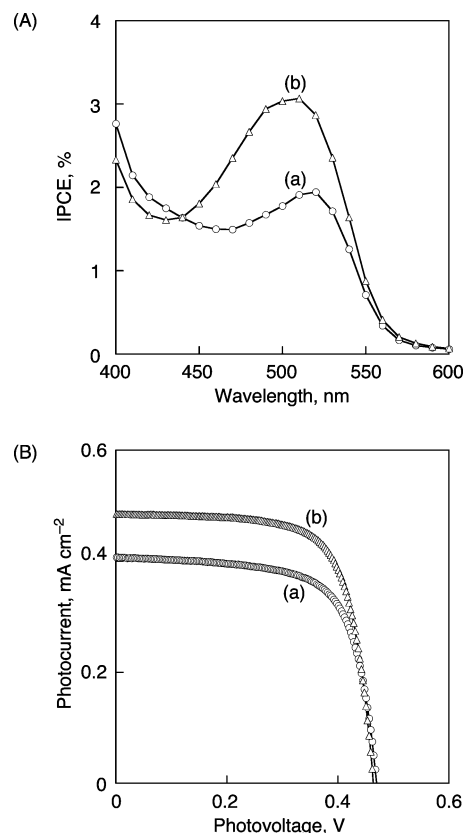 (A)
4
3
2
1
0
IPCE, %
(b)
(a)
400
450
500
550
600
Wavelength, nm
(B)
0.6
0.4
0.2
0
Photocurrent, mA cm−2
(b)
(a)
0
0.2
0.4
0.6
Photovoltage, V